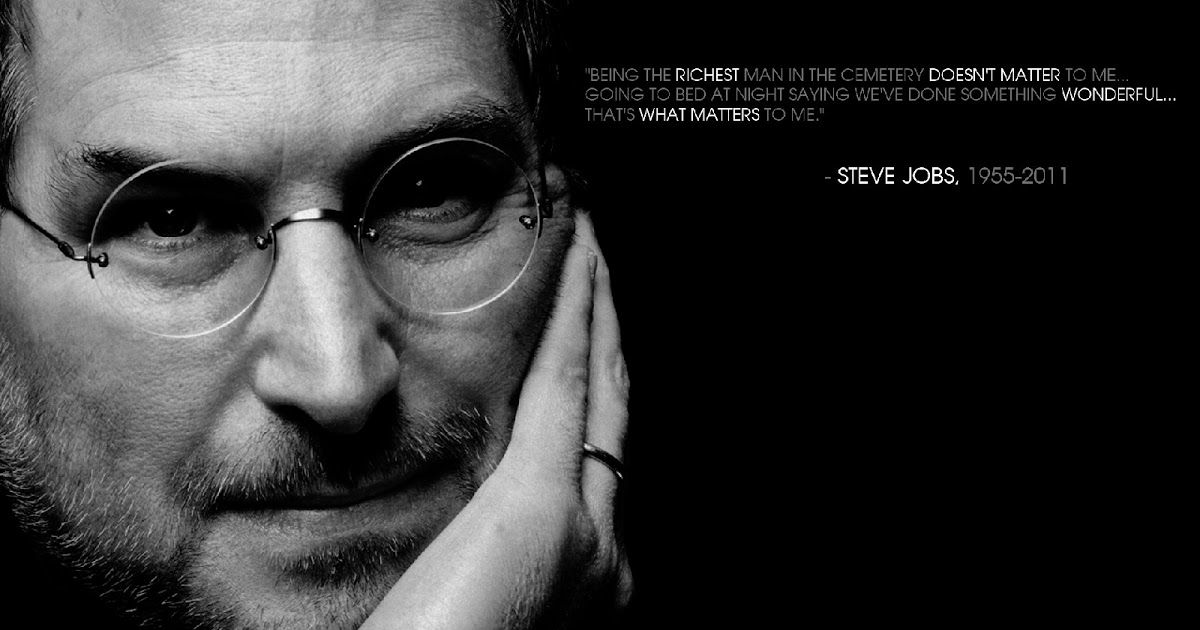 "BEING THE RICHEST MAN IN THE CEMETERY DOESN'T MATTER TO ME...
GOING TO BED AT NIGHT SAYING WE'VE DONE SOMETHING WONDERFUL...
THAT'S WHAT MATTERS TO ME."
- STEVE JOBS, 1955-2011